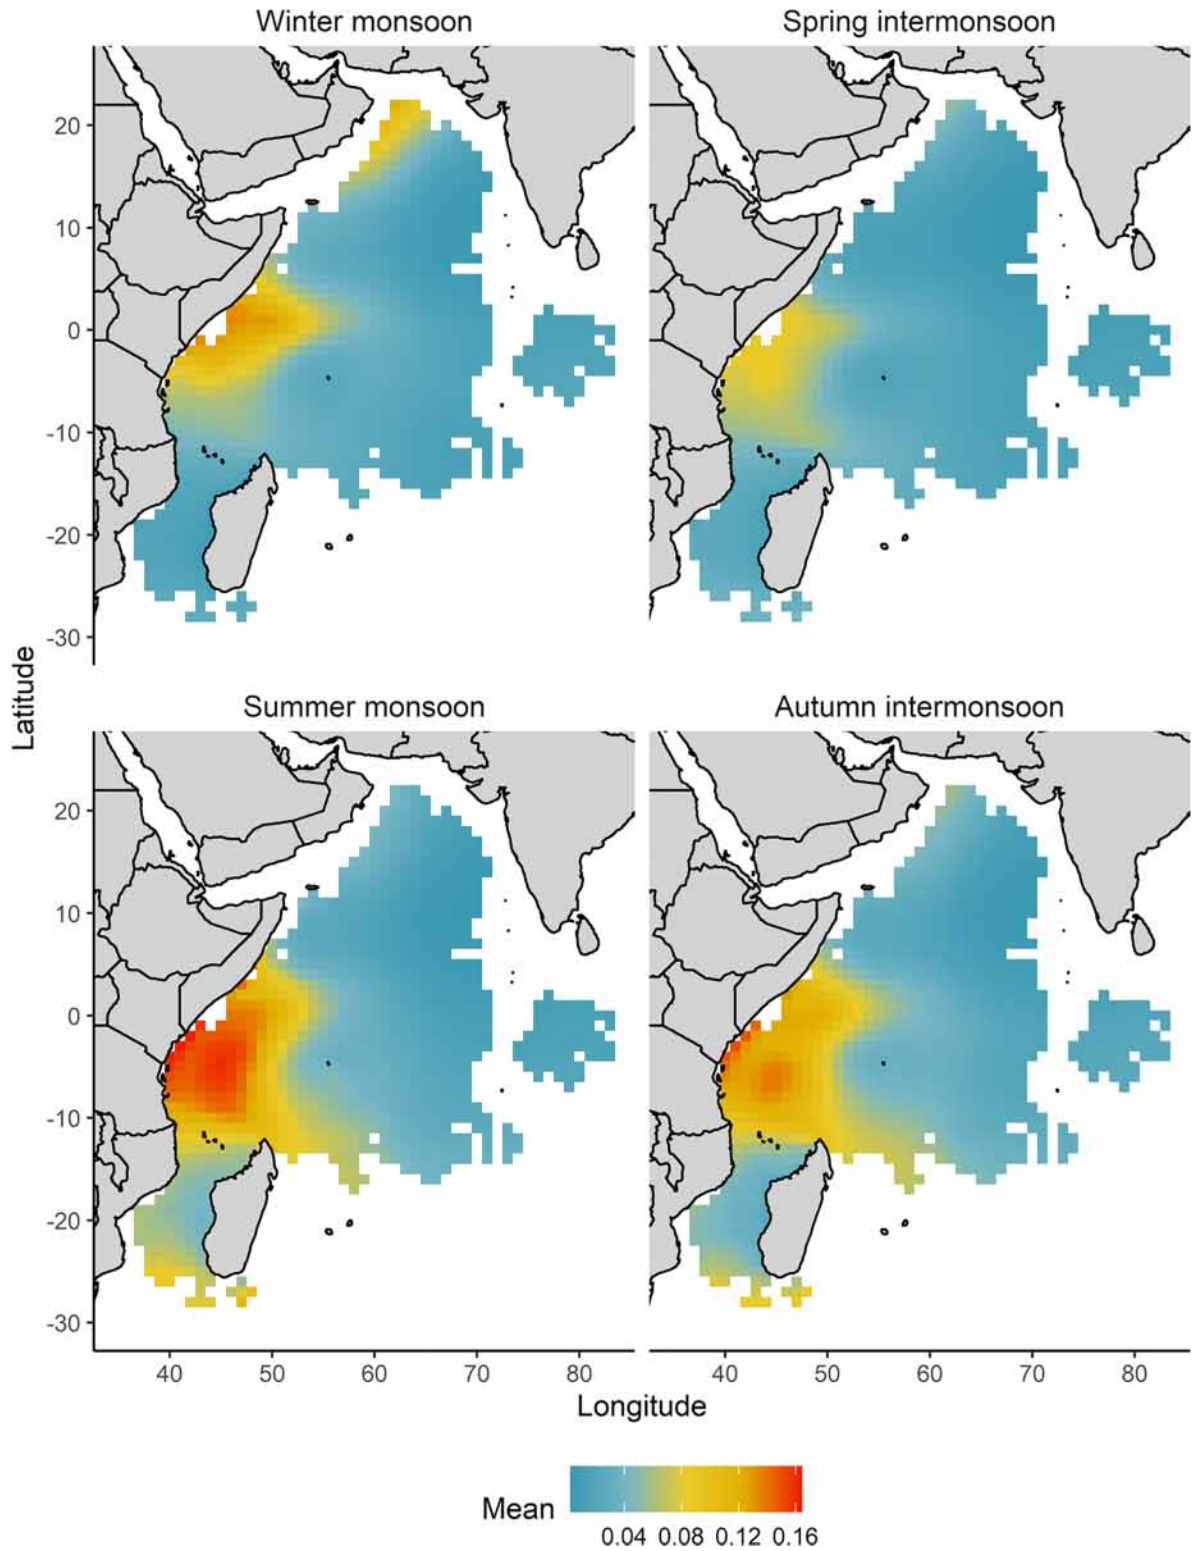 Winter monsoon
Spring intermonsoon
20
10
0
-10
-20
-30
Latitude
Summer monsoon
Autumn intermonsoon
20
10
0
-10
-20
-30
40 50 60 70 80
40 50 60 70 80
Longitude
Mean
0.04 0.08 0.12 0.16